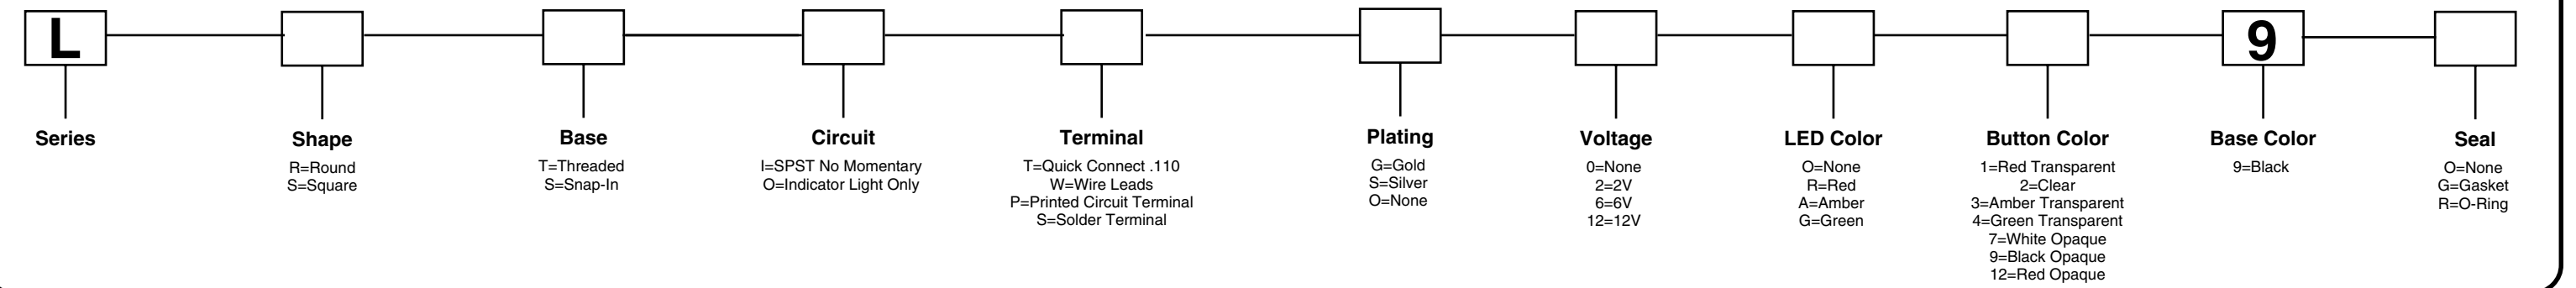 L
9
Series
Shape
R=Round
S=Square
Base
T=Threaded
S=Snap-In
Circuit
I=SPST No Momentary
O=Indicator Light Only
Terminal
T=Quick Connect .110
W=Wire Leads
P=Printed Circuit Terminal
S=Solder Terminal
Plating
G=Gold
S=Silver
O=None
Voltage
0=None
2=2V
6=6V
12=12V
LED Color
O=None
R=Red
A=Amber
G=Green
Button Color
1=Red Transparent
2=Clear
3=Amber Transparent
4=Green Transparent
7=White Opaque
9=Black Opaque
12=Red Opaque
Base Color
9=Black
Seal
O=None
G=Gasket
R=O-Ring